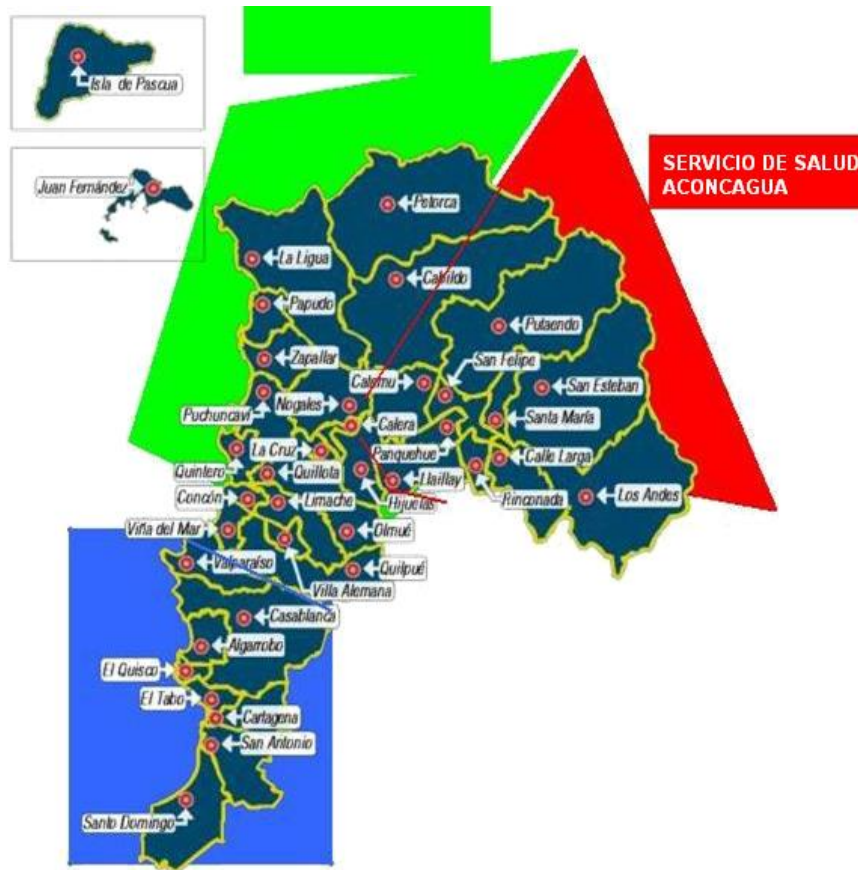 Isla de Pascua
SERVICIO DE SALUD
ACONCAGUA
Juan Fernández
Petorca
La Ligua
Cabildo
Papudo
Putaendo
San Felipe
Zapallar
Catemu
San Esteban
Nogales
Puchuncaví
Santa María
Calera
La Cruz
Panquehue
Calle Larga
Quintero
Quillota
Llaillay
Rinconada
Los Andes
Concón
Limache
Hijuelas
Viña del Mar
Olmué
Valparaíso
Quilpué
Villa Alemana
Casablanca
Algarrobo
El Quisco
El Tabo
Cartagena
San Antonio
Santo Domingo